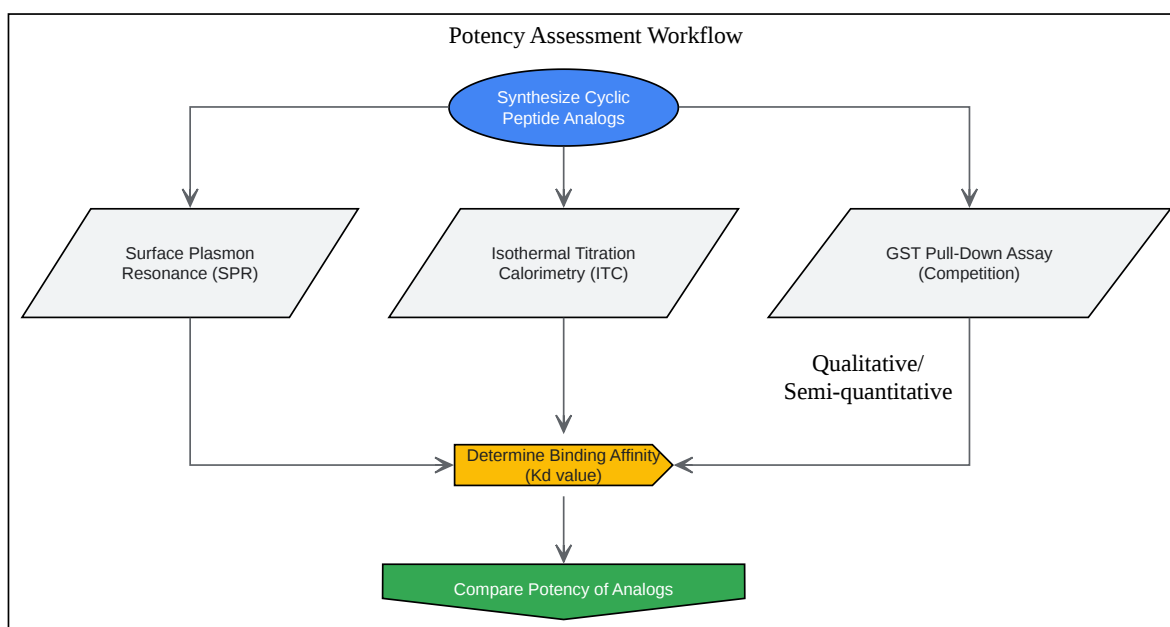 Potency Assessment Workflow
Synthesize Cyclic
Peptide Analogs
Surface Plasmon
Resonance (SPR)
Isothermal Titration
Calorimetry (ITC)
GST Pull-Down Assay
(Competition)
Qualitative/
Semi-quantitative
Determine Binding Affinity
(Kd value)
Compare Potency of Analogs